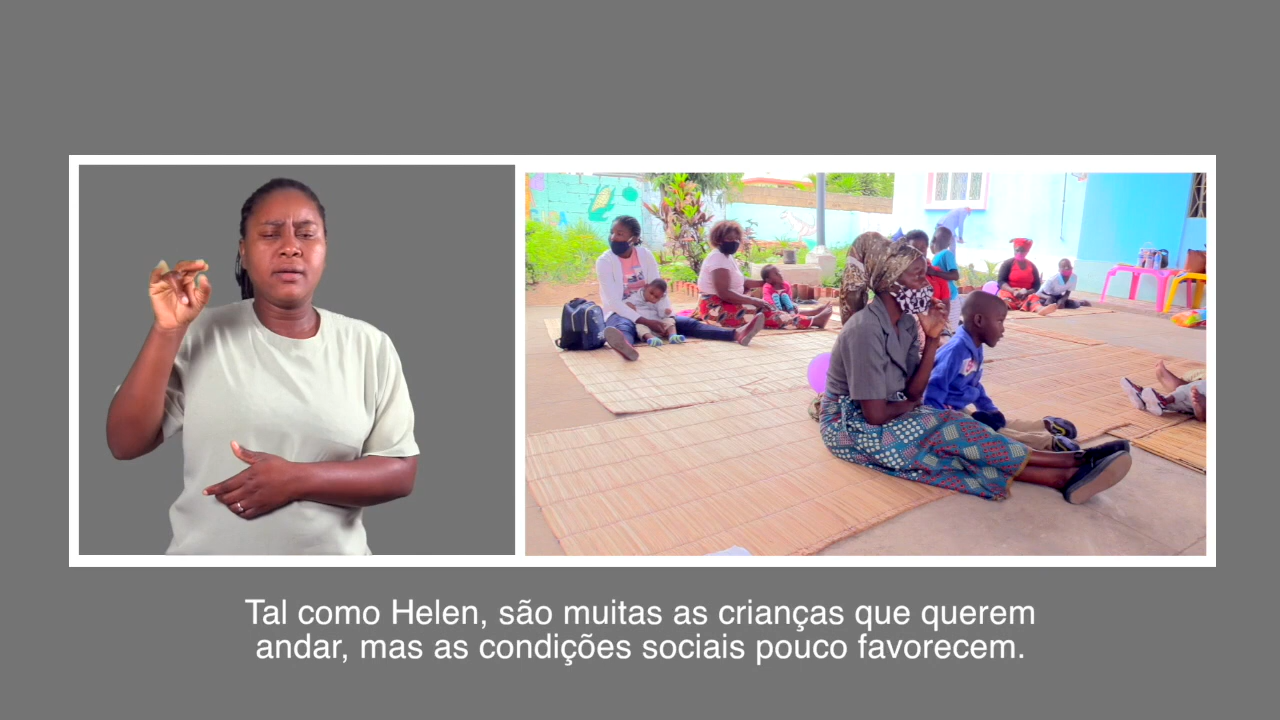 Tal como Helen, são muitas as crianças que querem
andar, mas as condições sociais pouco favorecem.